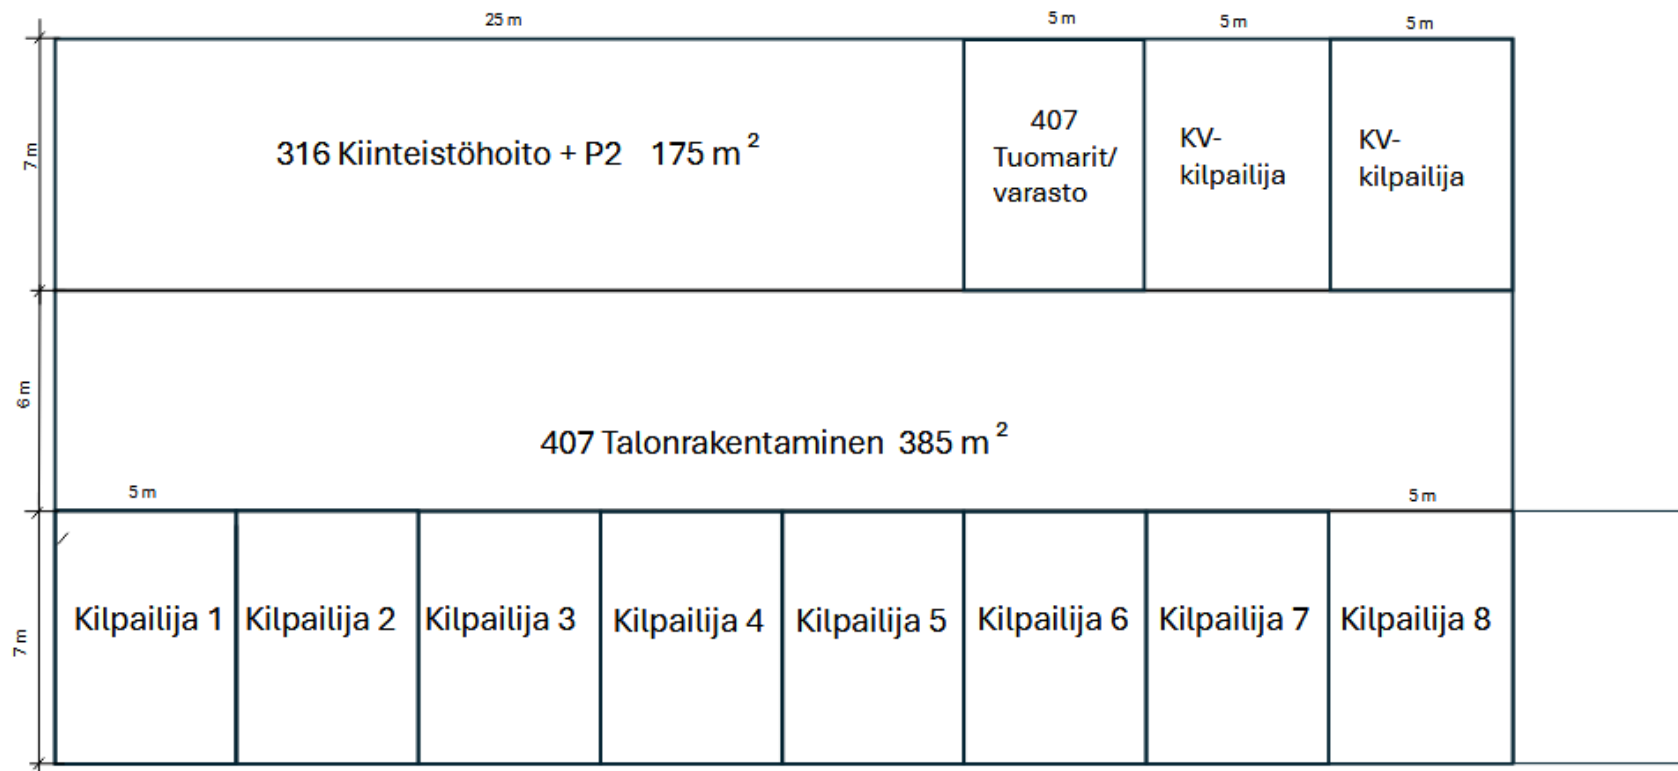 25 m
5 m
5 m
5 m
7 m
316 Kiinteistöhoito + P2 175 m ²
407
Tuomarit/
varasto
KV-
kilpailija
KV-
kilpailija
6 m
407 Talonrakentaminen 385 m ²
5 m
5 m
7 m
Kilpailija 1
Kilpailija 2
Kilpailija 3
Kilpailija 4
Kilpailija 5
Kilpailija 6
Kilpailija 7
Kilpailija 8